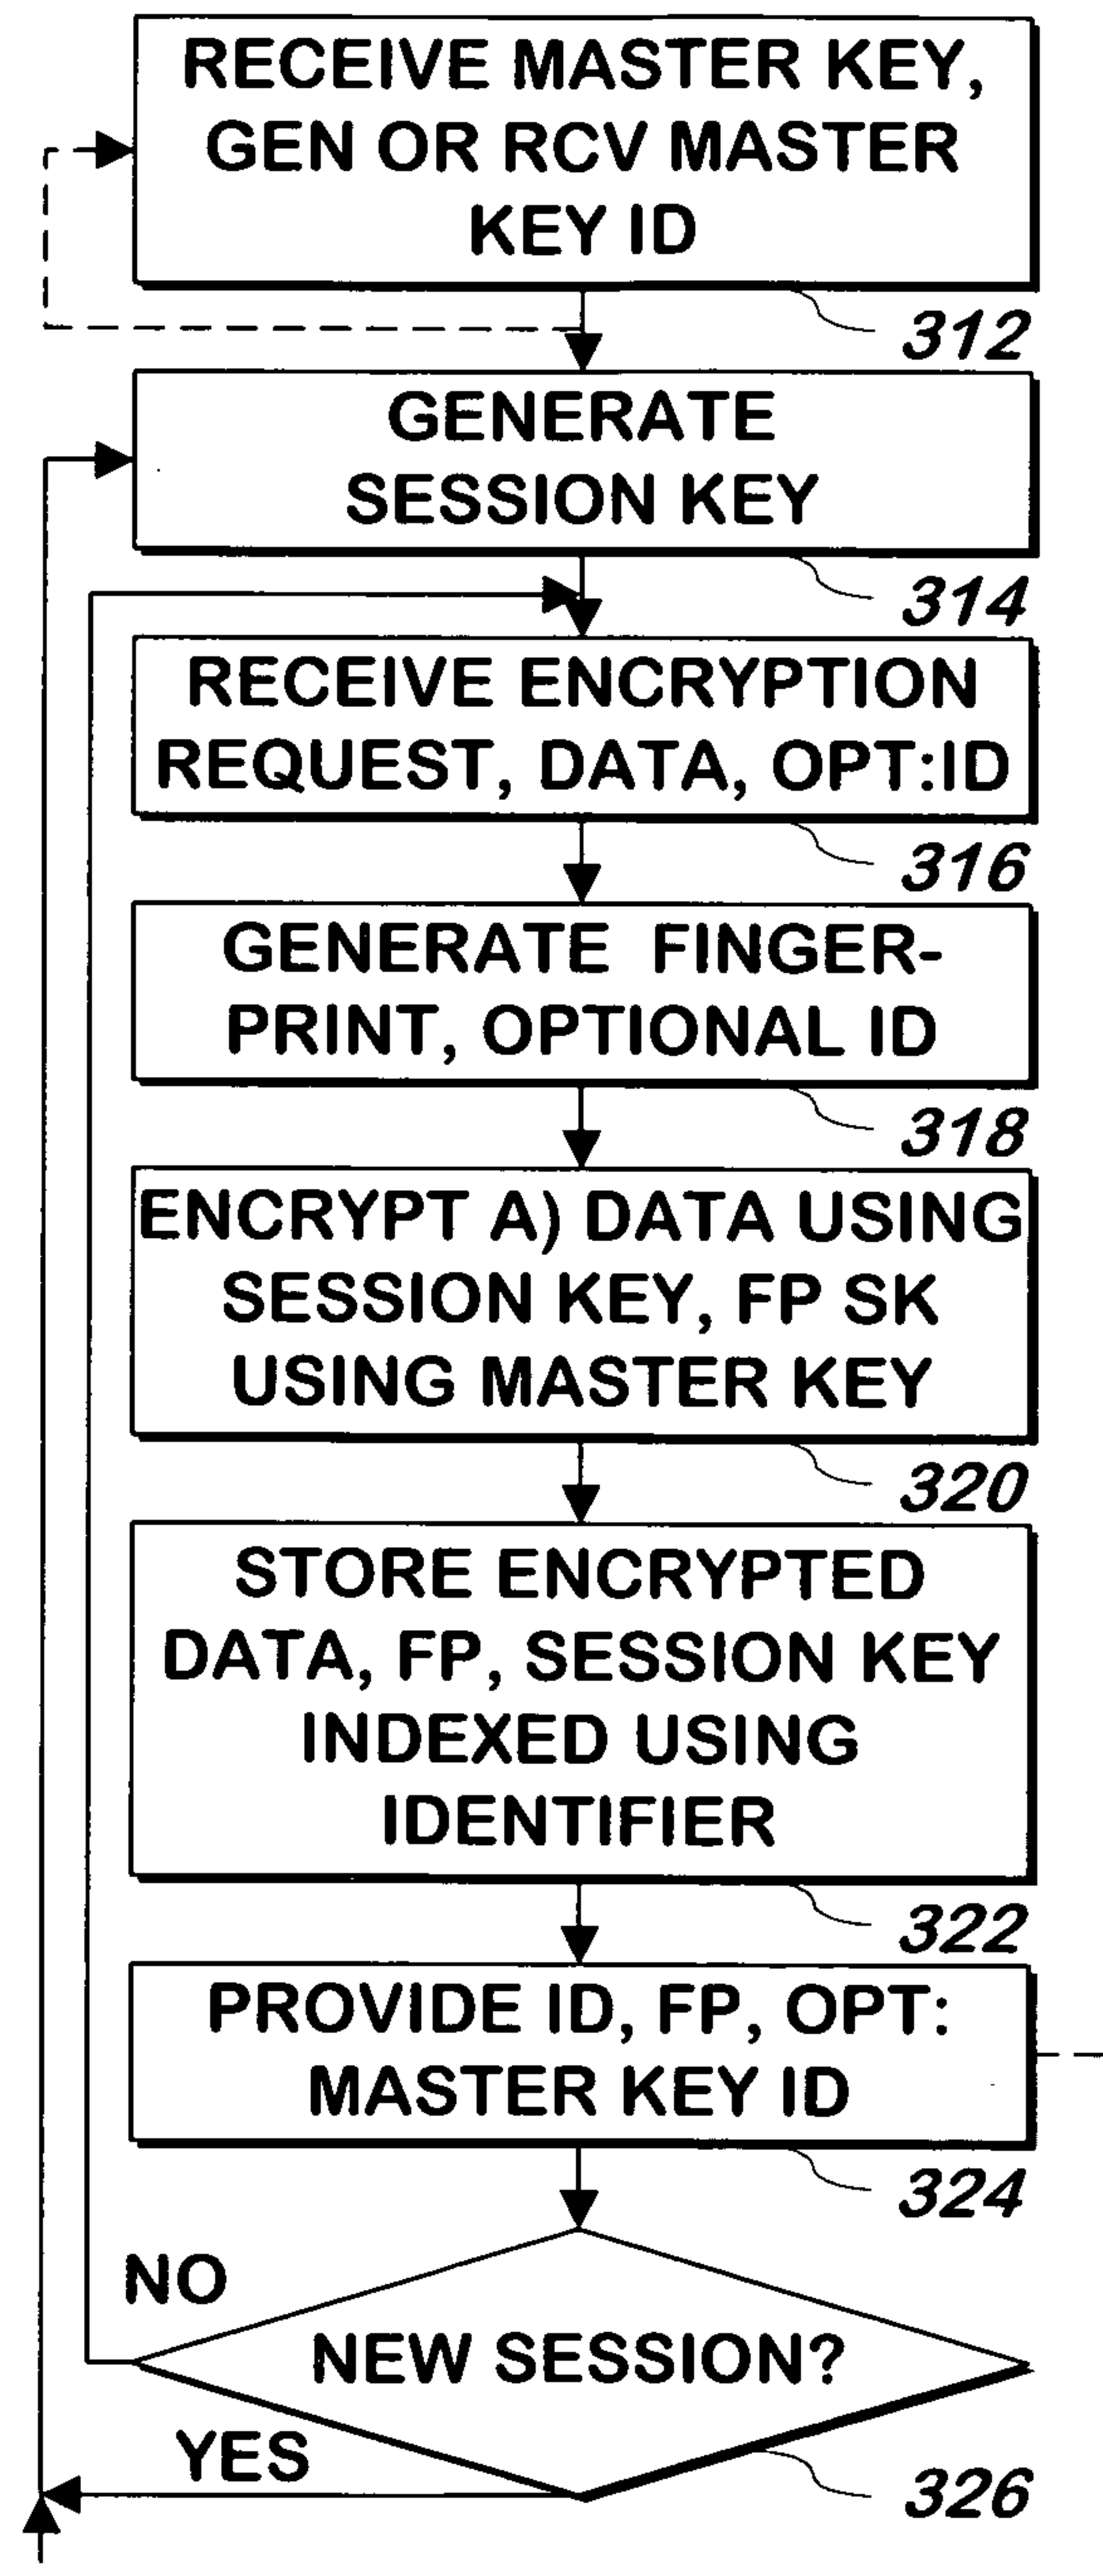 RECEIVE MASTER KEY,
GEN OR RCV MASTER
KEY ID
312
GENERATE
SESSION KEY
314
RECEIVE ENCRYPTION
REQUEST, DATA, OPT:ID
316
GENERATE FINGER-
PRINT, OPTIONAL ID
318
ENCRYPT A) DATA USING
SESSION KEY, FP SK
USING MASTER KEY
320
STORE ENCRYPTED
DATA, FP, SESSION KEY
INDEXED USING
IDENTIFIER
322
PROVIDE ID, FP, OPT:
MASTER KEY ID
324
NO
NEW SESSION?
YES
326